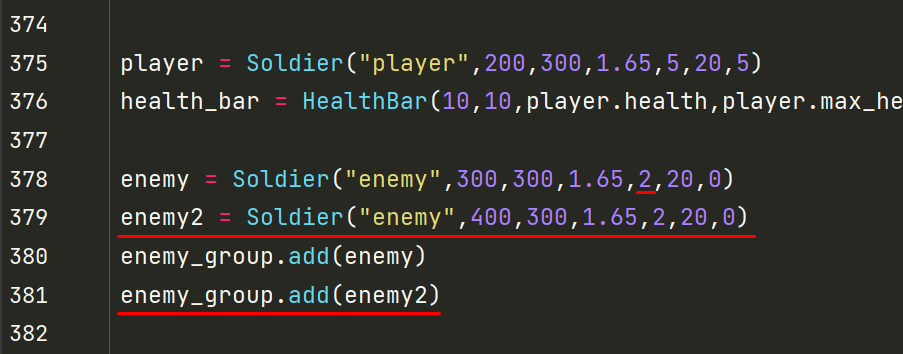 374
375 player = Soldier("player",200,300,1.65,5,20,5)
376 health_bar = HealthBar(10,10,player.health,player.max_he
377
378 enemy = Soldier("enemy",300,300,1.65,2,20,0)
379 enemy2 = Soldier("enemy",400,300,1.65,2,20,0)
380 enemy_group.add(enemy)
381 enemy_group.add(enemy2)
382